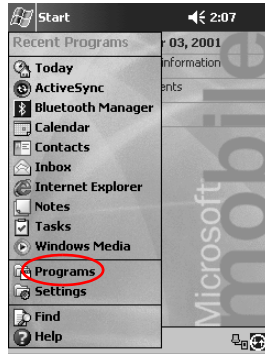 Start 2:07
Recent Programs r 03, 2001
Today information
ActiveSync ents
Bluetooth Manager
Calendar
Contacts
Inbox
Internet Explorer
Notes
Tasks
Windows Media
Programs
Settings
Find
Help
Microsoft
mobile